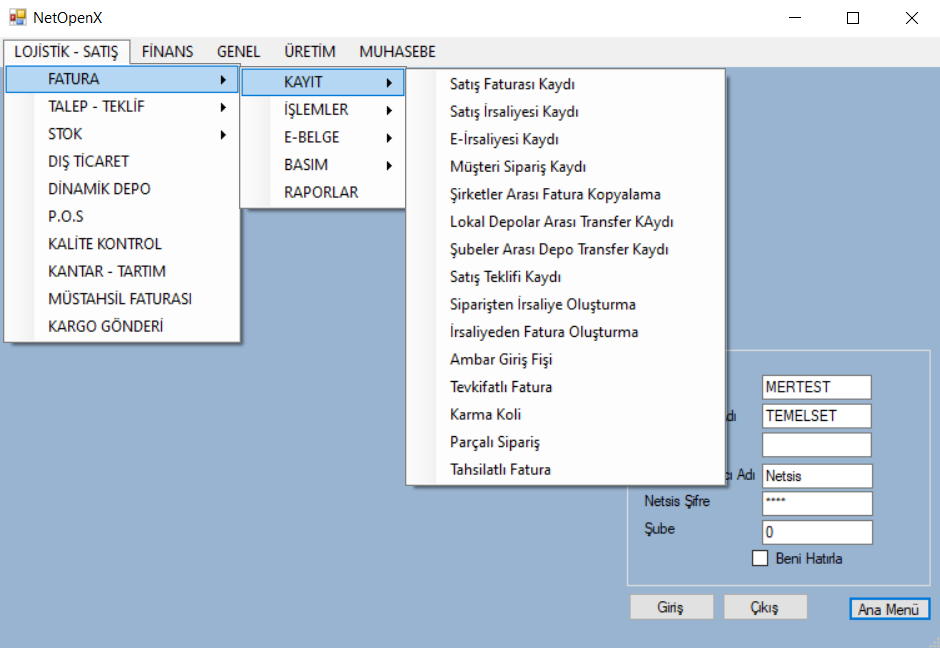 NetOpenX
LOJİSTİK - SATIŞ FİNANS GENEL ÜRETİM MUHASEBE
FATURA
TALEP - TEKLİF
STOK
DIŞ TİCARET
DİNAMİK DEPO
P.O.S
KALİTE KONTROL
KANTAR - TARTIM
MÜSTAHSİL FATURASI
KARGO GÖNDERİ
KAYIT
İŞLEMLER
E-BELGE
BASIM
RAPORLAR
Satış Faturası Kaydı
Satış İrsaliyesi Kaydı
E-İrsaliyesi Kaydı
Müşteri Sipariş Kaydı
Şirketler Arası Fatura Kopyalama
Lokal Depolar Arası Transfer KAydı
Şubeler Arası Depo Transfer Kaydı
Satış Teklifi Kaydı
Siparişten İrsaliye Oluşturma
İrsaliyeden Fatura Oluşturma
Ambar Giriş Fişi
Tevkifatlı Fatura
Karma Koli
Parçalı Sipariş
Tahsilatlı Fatura
MERTEST
TEMELSET
Adı Netsis
Netsis Şifre ****
Şube 0
Beni Hatırla
Giriş Çıkış Ana Menü